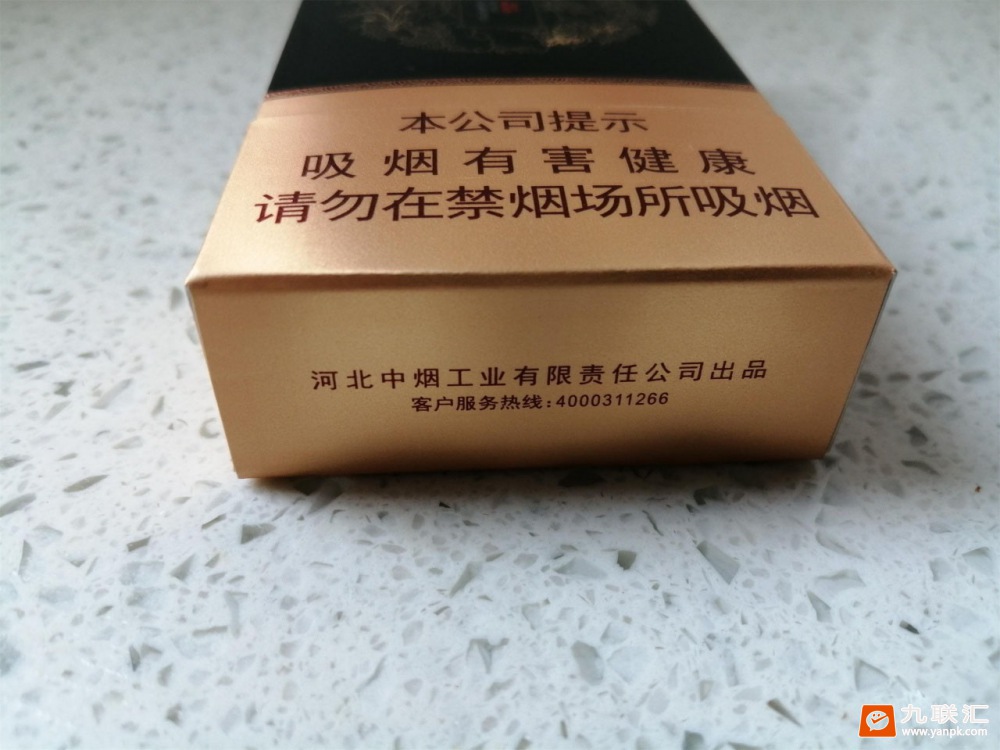 本公司提示
吸烟有害健康
请勿在禁烟场所吸烟
河北中烟工业有限责任公司出品
客户服务热线:4000311266
九联汇
www.yanpk.com